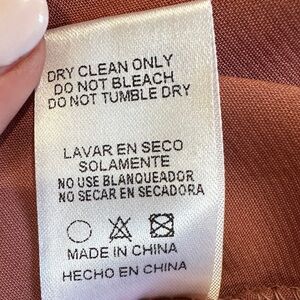 DRY CLEAN ONLY
DO NOT BLEACH
DO NOT TUMBLE DRY
LAVAR EN SECO
SOLAMENTE
NO USE BLANQUEADOR
NO SECAR EN SECADORA
MADE IN CHINA
HECHO EN CHINA